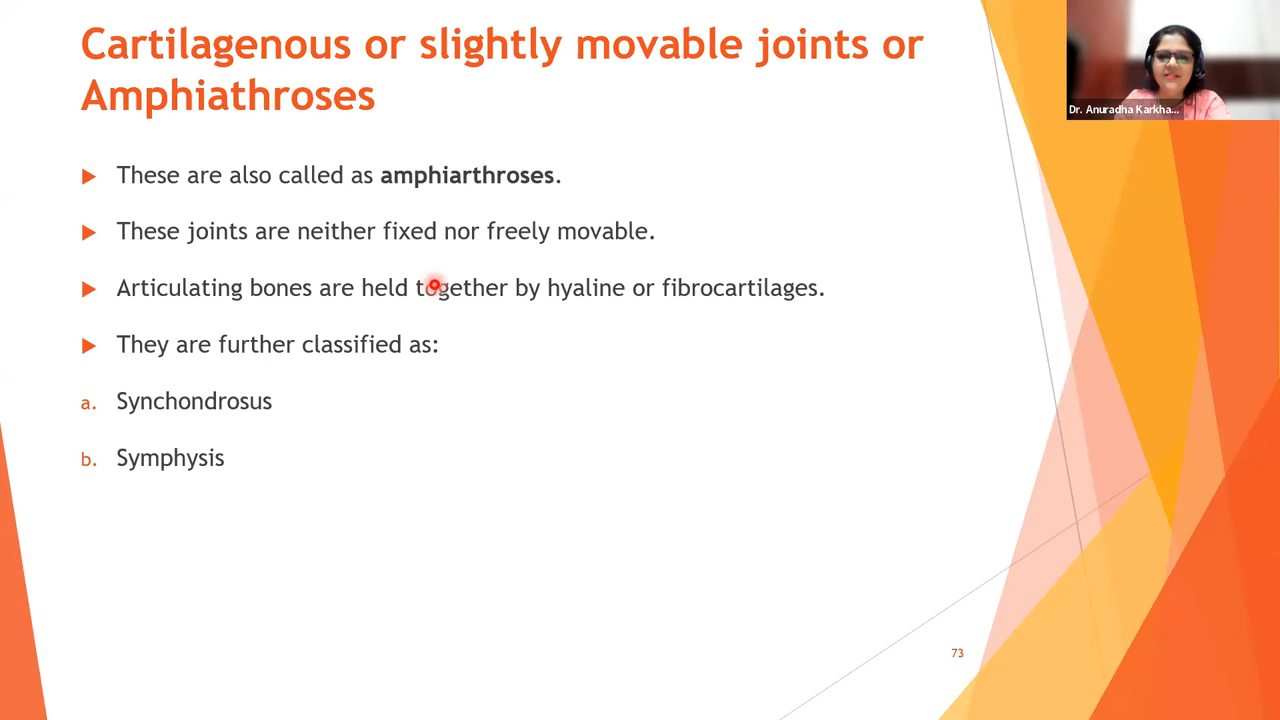 Cartilagenous or slightly movable joints or
Amphiathroses
Dr. Anuradha Karkha...
These are also called as amphiarthroses.
These joints are neither fixed nor freely movable.
Articulating bones are held together by hyaline or fibrocartilages.
They are further classified as:
a. Synchondrosus
b. Symphysis
73